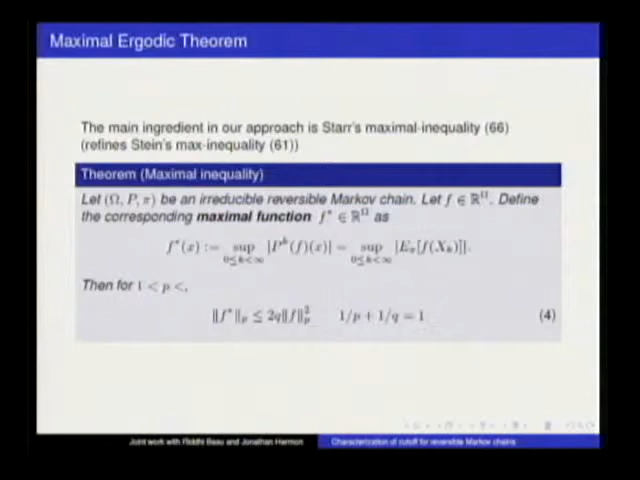 Maximal Ergodic Theorem
The main ingredient in our approach is Starr's maximal-inequality (66)
(refines Stein's max-inequality (61))
Theorem (Maximal inequality)
Let (Ω, P, π) be an irreducible reversible Markov chain. Let f ∈ ℝ^Ω. Define
the corresponding maximal function f* ∈ ℝ^Ω as
f*(x) := sup_{0≤k<∞} |P^k(f)(x)| = sup_{0≤k<∞} |E_x[f(X_k)]|.
Then for 1 < p <,
‖f*‖_p ≤ 2q‖f‖_p^2 1/p + 1/q = 1 (4)
Joint work with Riddhi Basu and Jonathan Hermon Characterization of cutoff for reversible Markov chains